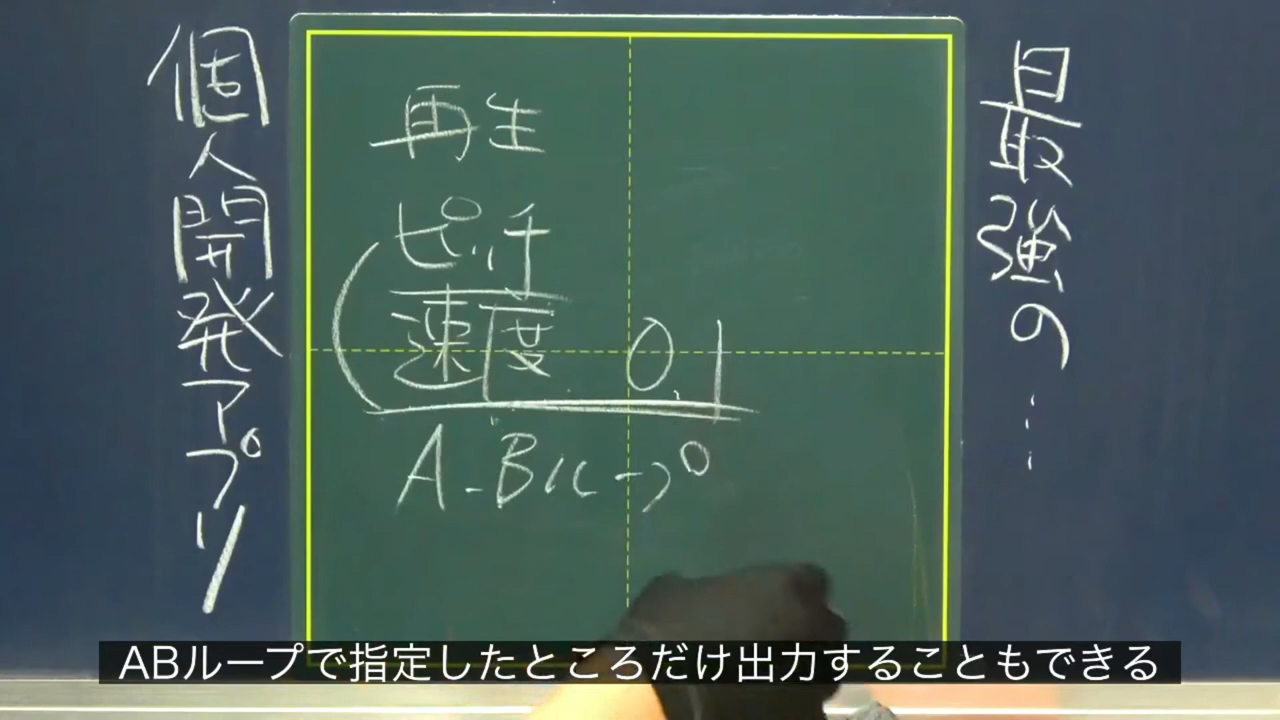 最強の…
再生
ピッチ
速度 0.1
A-Bループ
個人開発アプリ
ABループで指定したところだけ出力することもできる